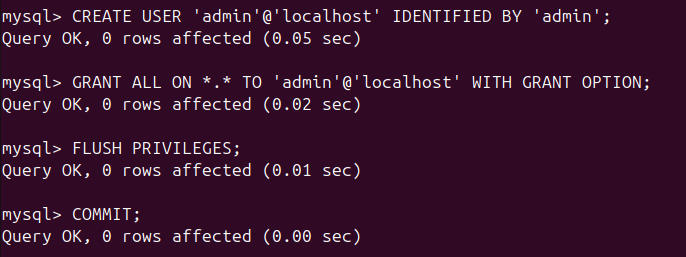 mysql> CREATE USER 'admin'@'localhost' IDENTIFIED BY 'admin';
Query OK, 0 rows affected (0.05 sec)
mysql> GRANT ALL ON *.* TO 'admin'@'localhost' WITH GRANT OPTION;
Query OK, 0 rows affected (0.02 sec)
mysql> FLUSH PRIVILEGES;
Query OK, 0 rows affected (0.01 sec)
mysql> COMMIT;
Query OK, 0 rows affected (0.00 sec)